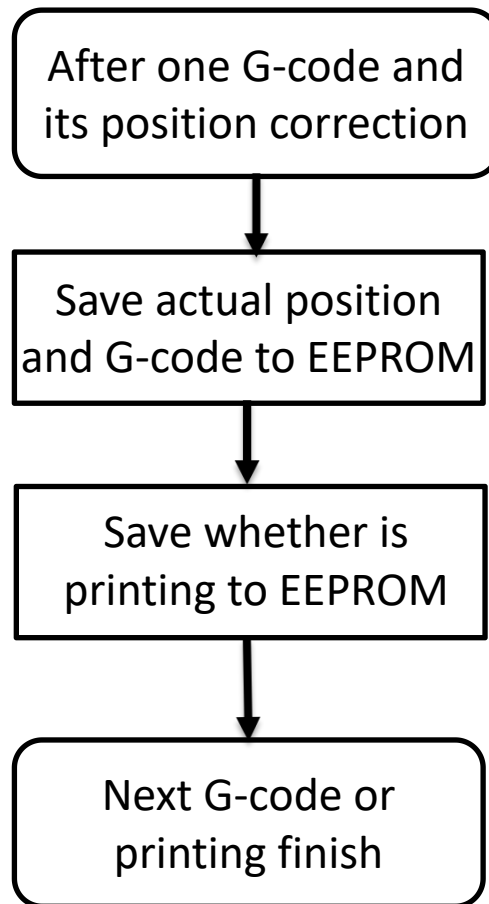 After one G-code and
its position correction
Save actual position
and G-code to EEPROM
Save whether is
printing to EEPROM
Next G-code or
printing finish